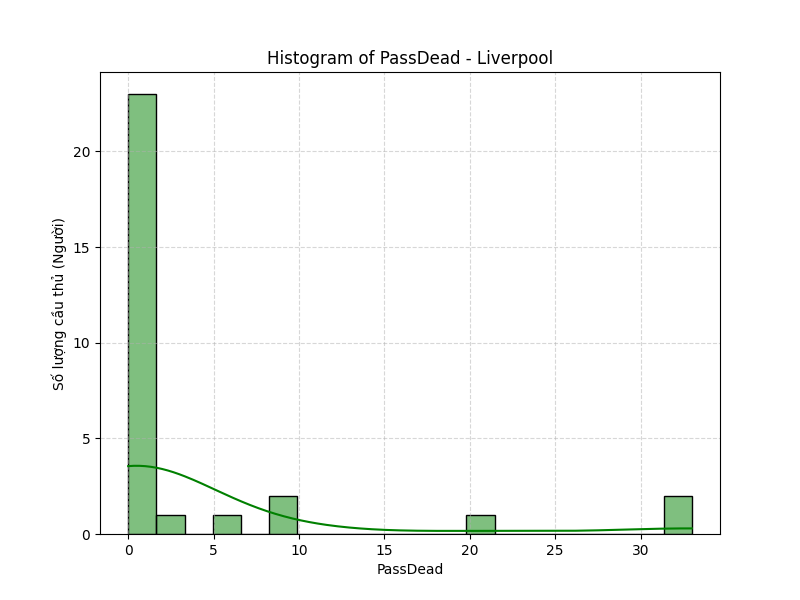 Histogram of PassDead - Liverpool
Số lượng cầu thủ (Người)
20
15
10
5
0
0 5 10 15 20 25 30
PassDead